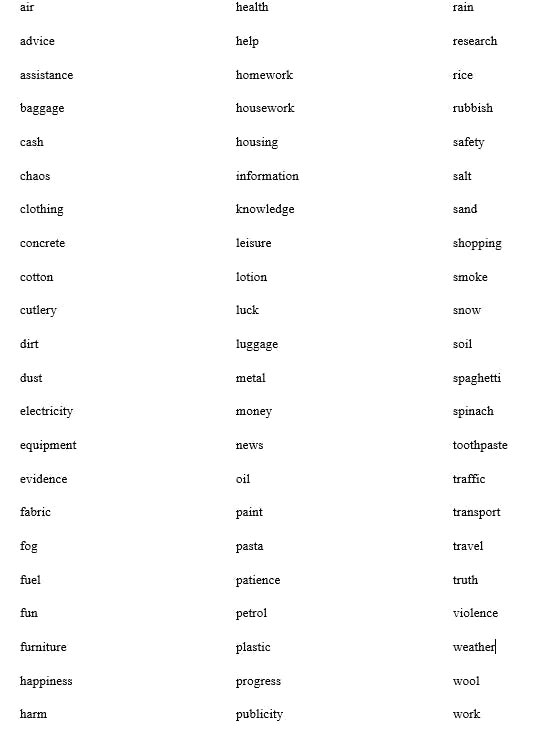 air health rain
advice help research
assistance homework rice
baggage housework rubbish
cash housing safety
chaos information salt
clothing knowledge sand
concrete leisure shopping
cotton lotion smoke
cutlery luck snow
dirt luggage soil
dust metal spaghetti
electricity money spinach
equipment news toothpaste
evidence oil traffic
fabric paint transport
fog pasta travel
fuel patience truth
fun petrol violence
furniture plastic weather
happiness progress wool
harm publicity work